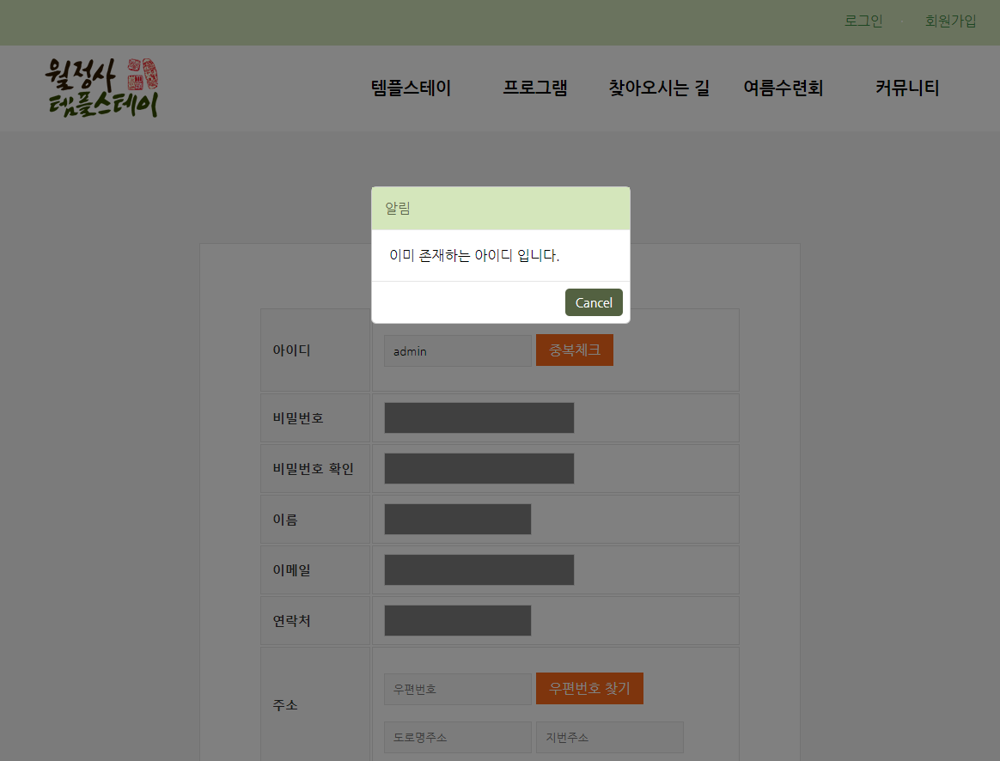 로그인 · 회원가입
월정사
템플스테이
템플스테이 프로그램 찾아오시는 길 여름수련회 커뮤니티
알림
이미 존재하는 아이디 입니다.
Cancel
아이디 admin 중복체크
비밀번호
비밀번호 확인
이름
이메일
연락처
주소 우편번호 우편번호 찾기
도로명주소 지번주소